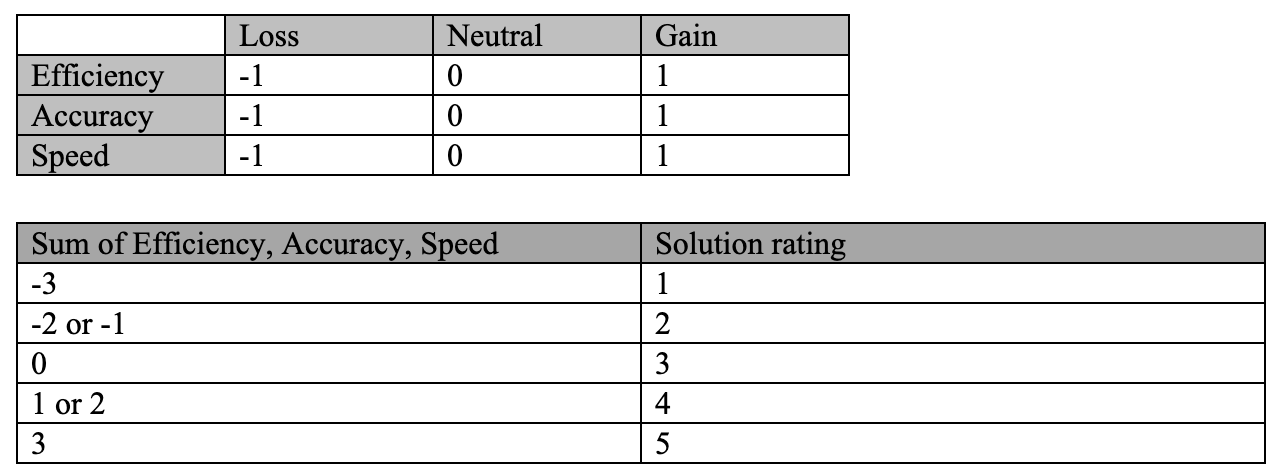 Loss Neutral Gain
Efficiency -1 0 1
Accuracy -1 0 1
Speed -1 0 1
Sum of Efficiency, Accuracy, Speed Solution rating
-3 1
-2 or -1 2
0 3
1 or 2 4
3 5